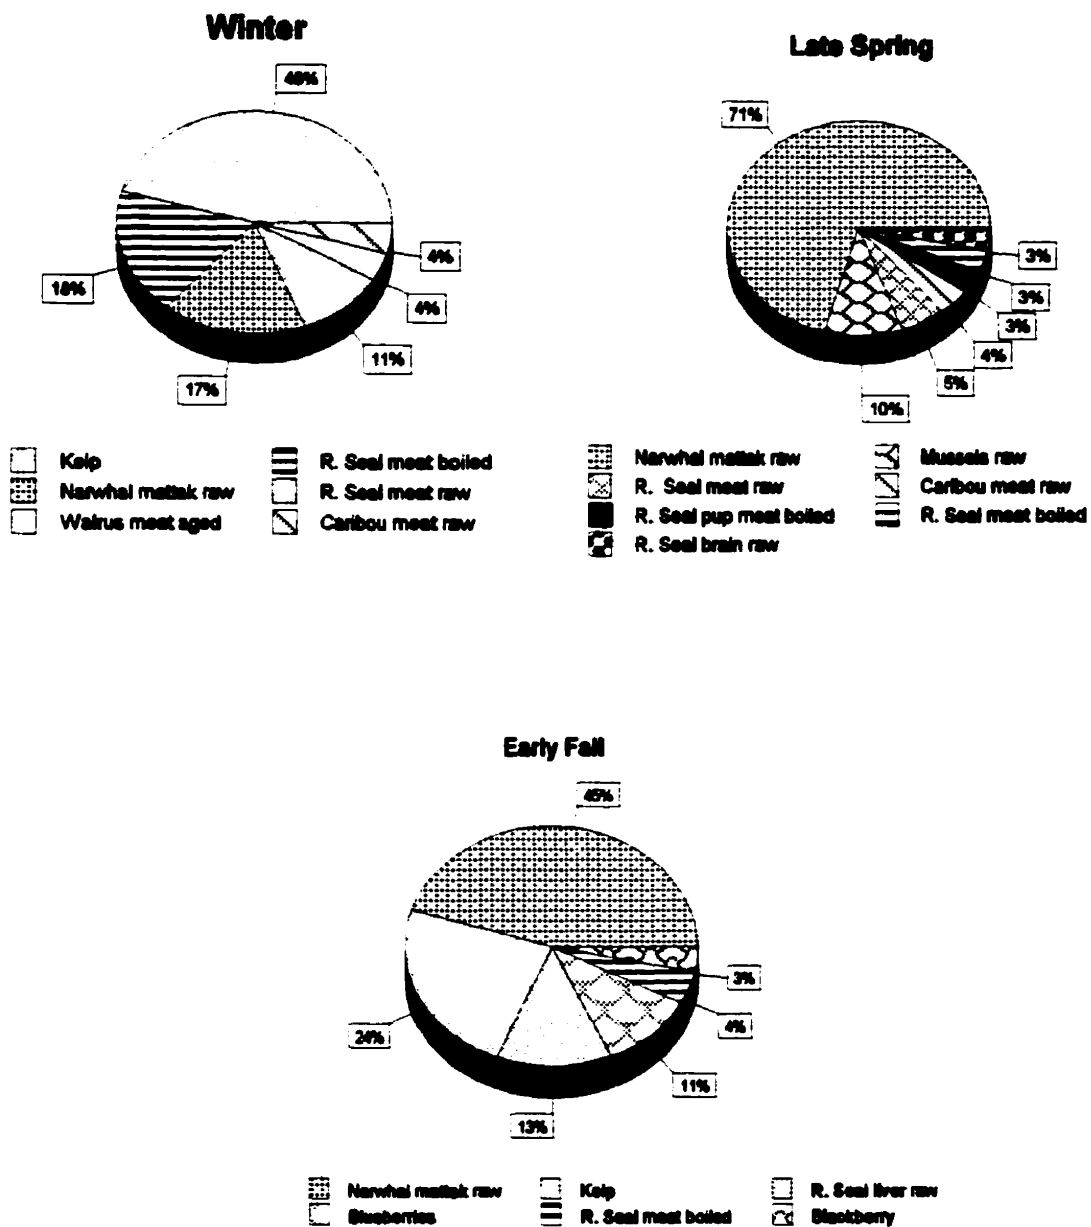 Winter
Late Spring
71%
18%
17%
11%
4%
4%
3%
3%
3%
4%
5%
10%
Kelp
Narwhal mattak raw
Walrus meat aged
R. Seal meat boiled
R. Seal meat raw
Caribou meat raw
Narwhal mattak raw
R. Seal meat raw
R. Seal pup meat boiled
R. Seal brain raw
Mussels raw
Caribou meat raw
R. Seal meat boiled
Early Fall
45%
3%
4%
11%
13%
24%
Narwhal mattak raw
Blueberries
Kelp
R. Seal meat boiled
R. Seal liver raw
Blackberry